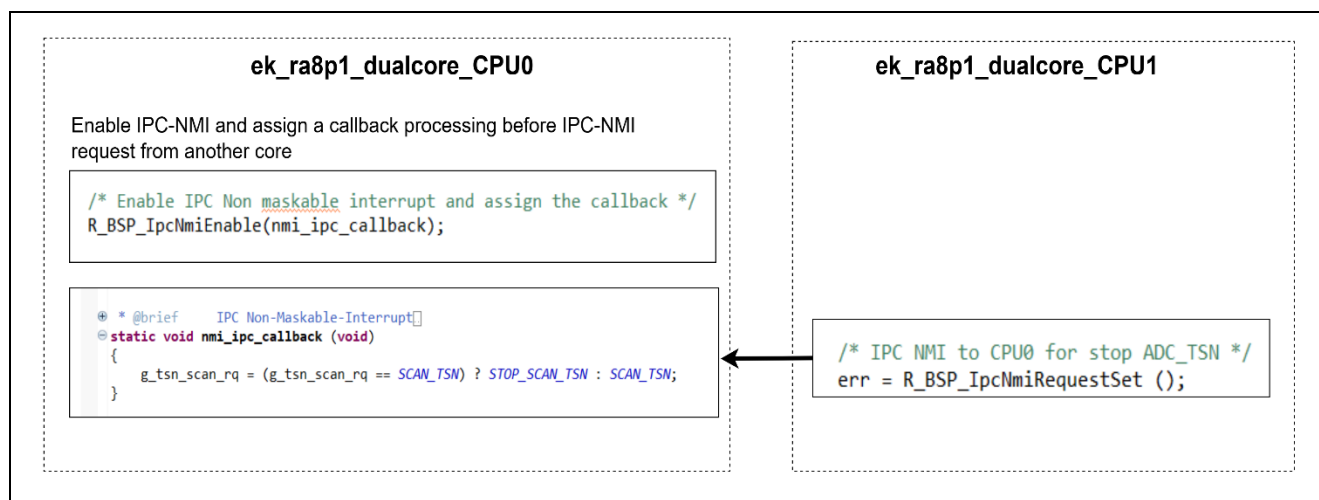 ek_ra8p1_dualcore_CPU0
Enable IPC-NMI and assign a callback processing before IPC-NMI
request from another core
/* Enable IPC Non maskable interrupt and assign the callback */
R_BSP_IpcNmiEnable(nmi_ipc_callback);
* @brief IPC Non-Maskable-Interrupt.
static void nmi_ipc_callback (void)
{
g_tsn_scan_rq = (g_tsn_scan_rq == SCAN_TSN) ? STOP_SCAN_TSN : SCAN_TSN;
}
ek_ra8p1_dualcore_CPU1
/* IPC NMI to CPU0 for stop ADC_TSN */
err = R_BSP_IpcNmiRequestSet ();